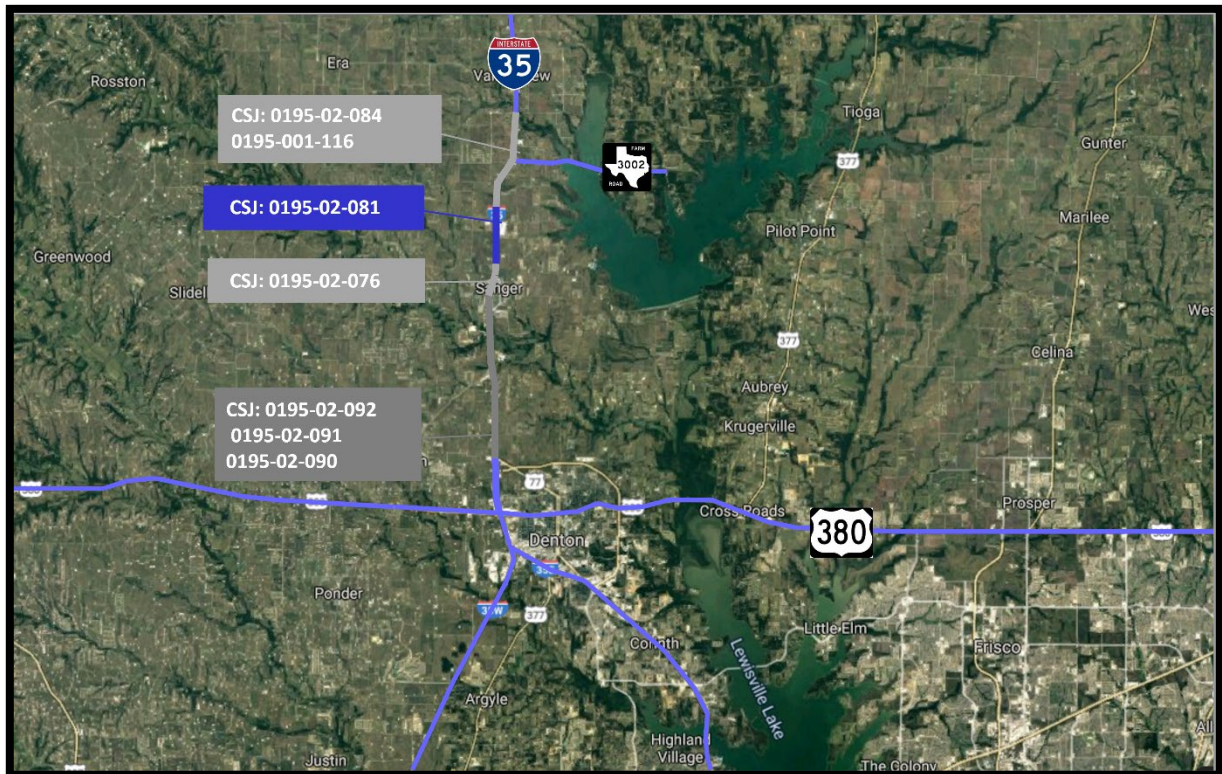 INTERSTATE
35
Era
Rosston
Tioga
CSJ: 0195-02-084
0195-001-116
Gunter
FARM
3002
ROAD
377
CSJ: 0195-02-081
Marilee
Pilot Point
Greenwood
CSJ: 0195-02-076
377
Celina
Aubrey
CSJ: 0195-02-092
0195-02-091
0195-02-090
Krugerville
77
Prosper
Cross Roads
380
Denton
Ponder
377
Little Elm
Corinth
Frisco
Lewisville Lake
Argyle
Highland
Village
Justin
The Colony